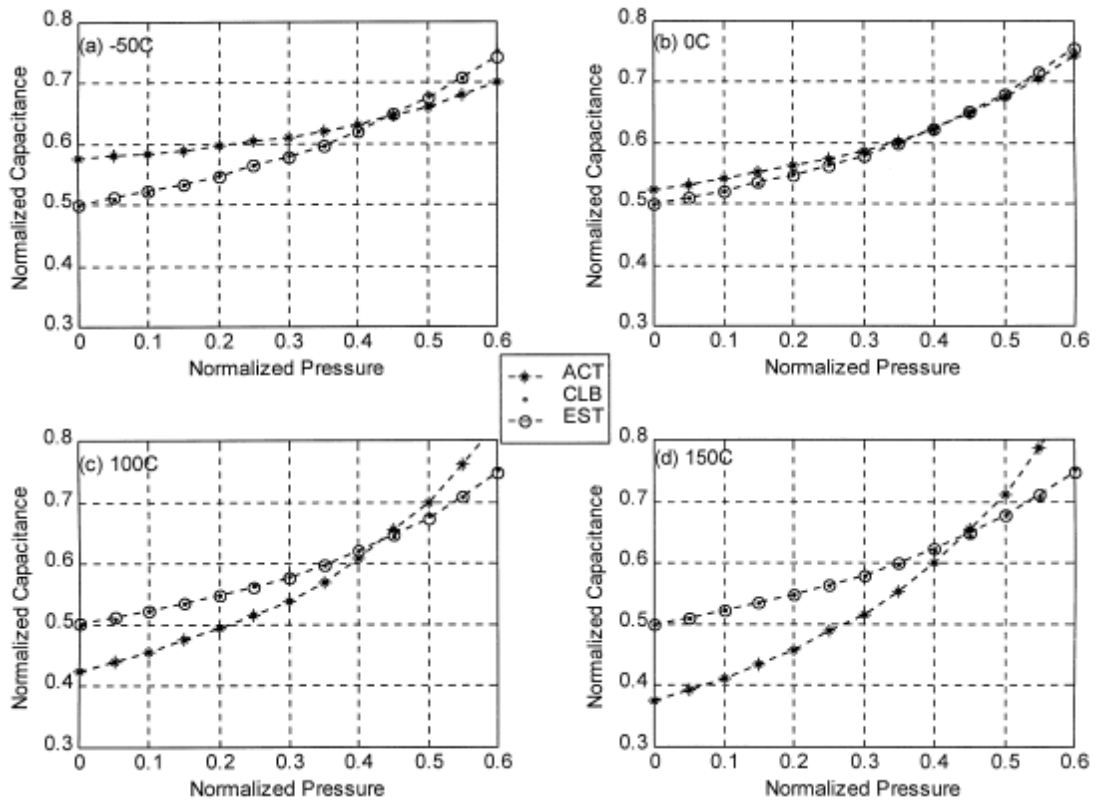 (a) -50C
Normalized Capacitance
0.8
0.7
0.6
0.5
0.4
0.3
0 0.1 0.2 0.3 0.4 0.5 0.6
Normalized Pressure
(b) 0C
Normalized Capacitance
0.8
0.7
0.6
0.5
0.4
0.3
0 0.1 0.2 0.3 0.4 0.5 0.6
Normalized Pressure
ACT
CLB
EST
(c) 100C
Normalized Capacitance
0.8
0.7
0.6
0.5
0.4
0.3
0 0.1 0.2 0.3 0.4 0.5 0.6
Normalized Pressure
(d) 150C
Normalized Capacitance
0.8
0.7
0.6
0.5
0.4
0.3
0 0.1 0.2 0.3 0.4 0.5 0.6
Normalized Pressure